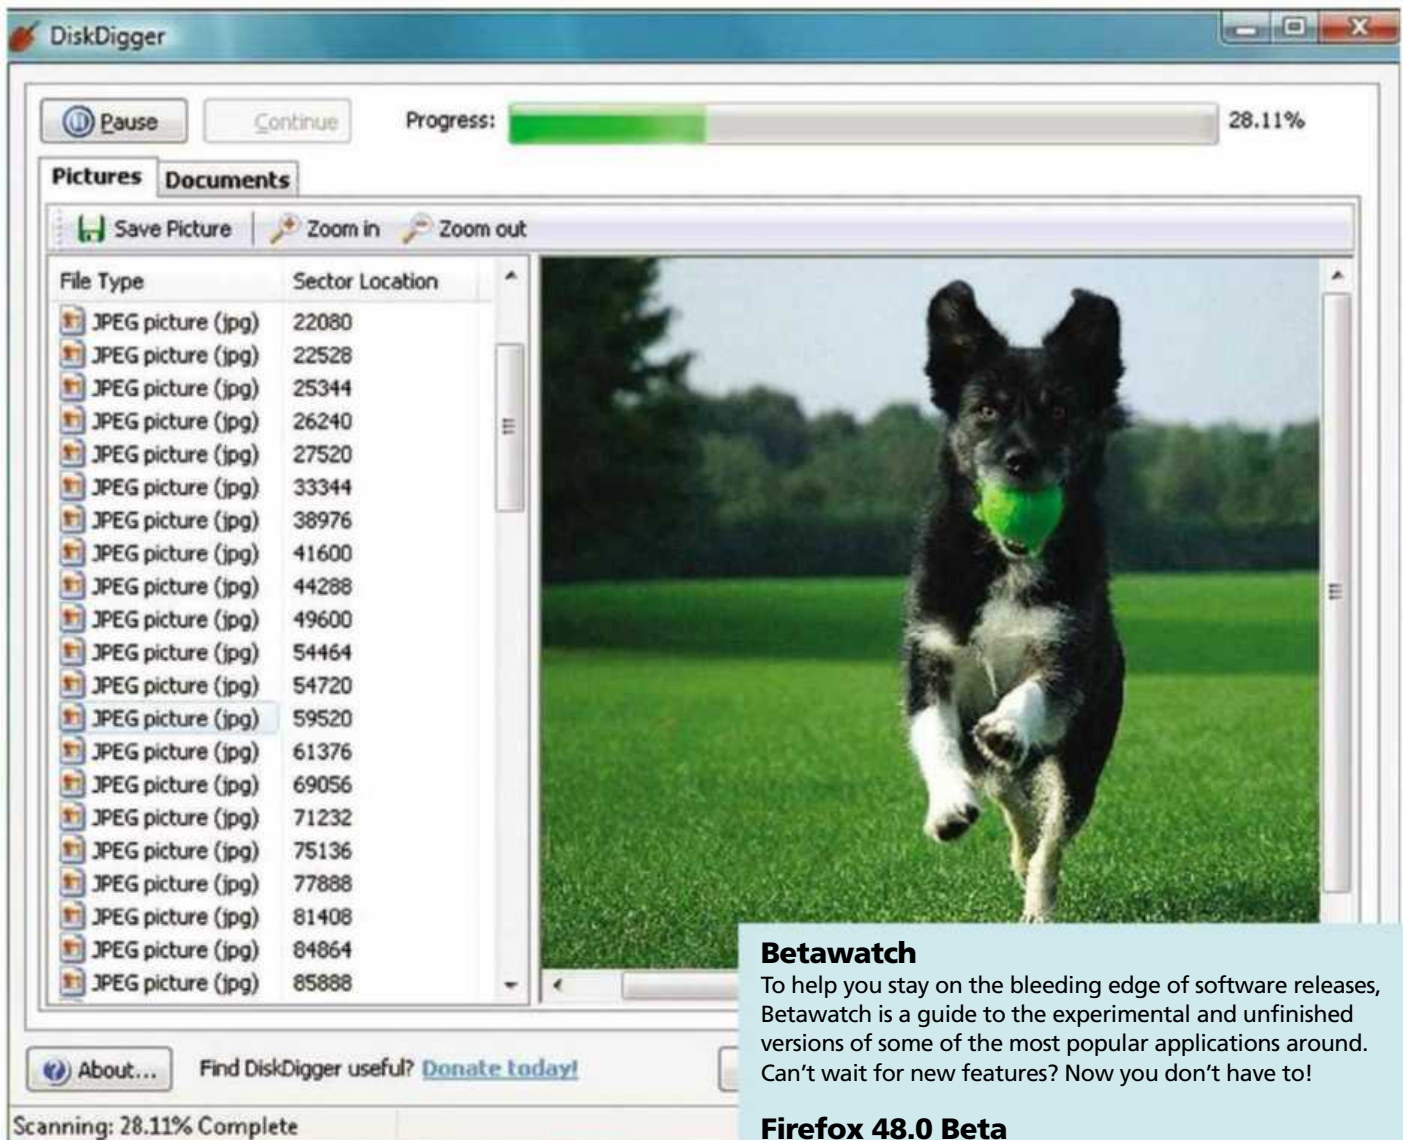 DiskDigger
Pause Continue Progress: 28.11%
Pictures Documents
Save Picture Zoom in Zoom out
File Type Sector Location
JPEG picture (jpg) 22080
JPEG picture (jpg) 22528
JPEG picture (jpg) 25344
JPEG picture (jpg) 26240
JPEG picture (jpg) 27520
JPEG picture (jpg) 33344
JPEG picture (jpg) 38976
JPEG picture (jpg) 41600
JPEG picture (jpg) 44288
JPEG picture (jpg) 49600
JPEG picture (jpg) 54464
JPEG picture (jpg) 54720
JPEG picture (jpg) 59520
JPEG picture (jpg) 61376
JPEG picture (jpg) 69056
JPEG picture (jpg) 71232
JPEG picture (jpg) 75136
JPEG picture (jpg) 77888
JPEG picture (jpg) 81408
JPEG picture (jpg) 84864
JPEG picture (jpg) 85888
About... Find DiskDigger useful? Donate today!
Scanning: 28.11% Complete
Betawatch
To help you stay on the bleeding edge of software releases,
Betawatch is a guide to the experimental and unfinished
versions of some of the most popular applications around.
Can’t wait for new features? Now you don’t have to!
Firefox 48.0 Beta